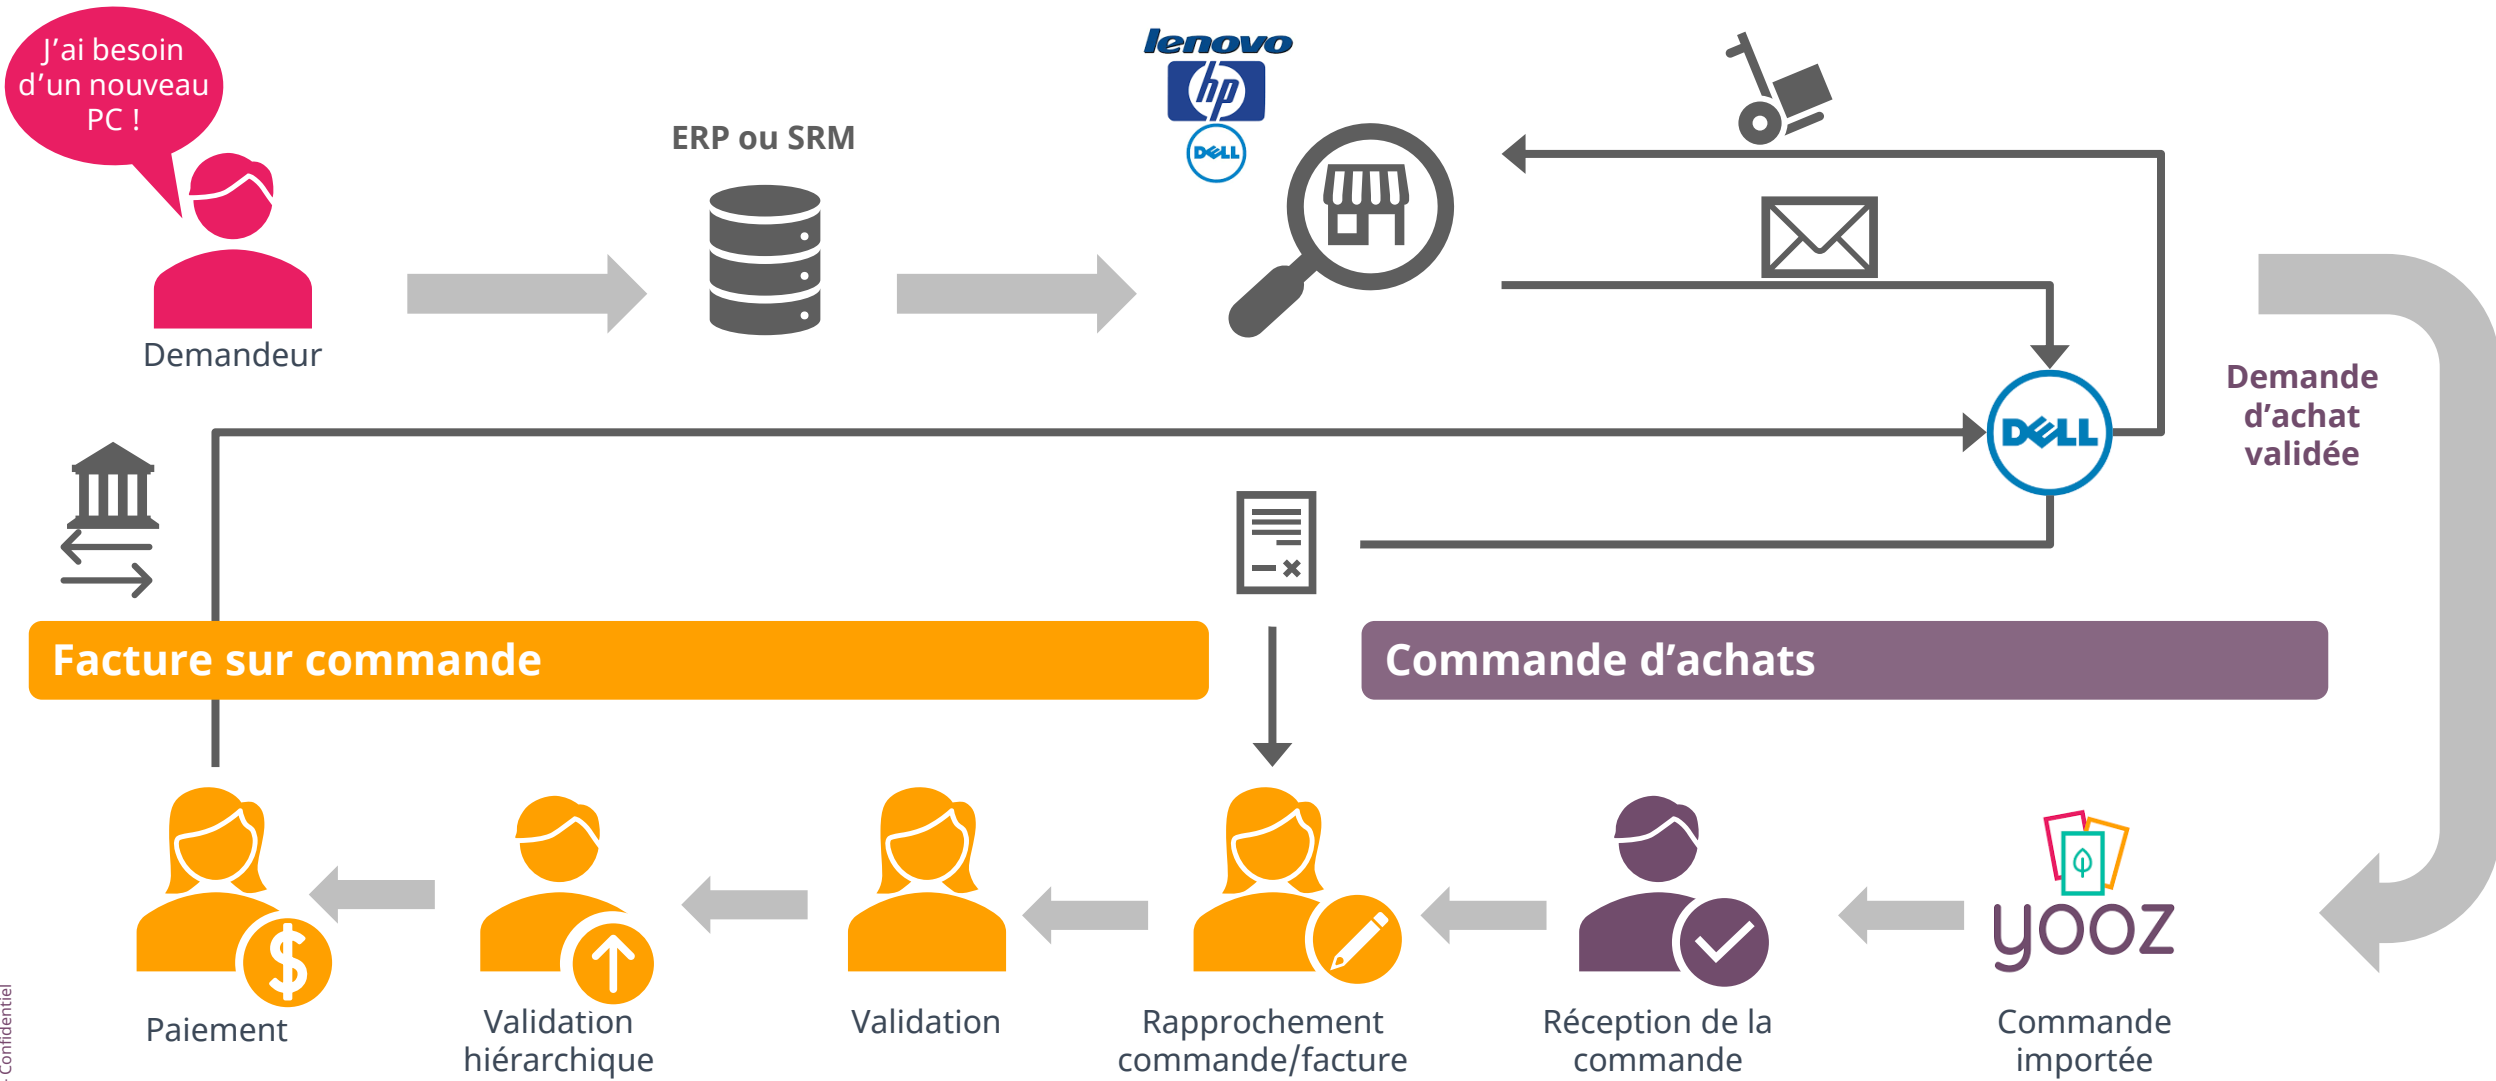 J’ai besoin
d’un nouveau
PC !
Demandeur
ERP ou SRM
lenovo
hp
DELL
DELL
Demande
d’achat
validée
Facture sur commande
Commande d’achats
$
yooz
Paiement
Validation
hiérarchique
Validation
Rapprochement
commande/facture
Réception de la
commande
Commande
importée
- Confidentiel